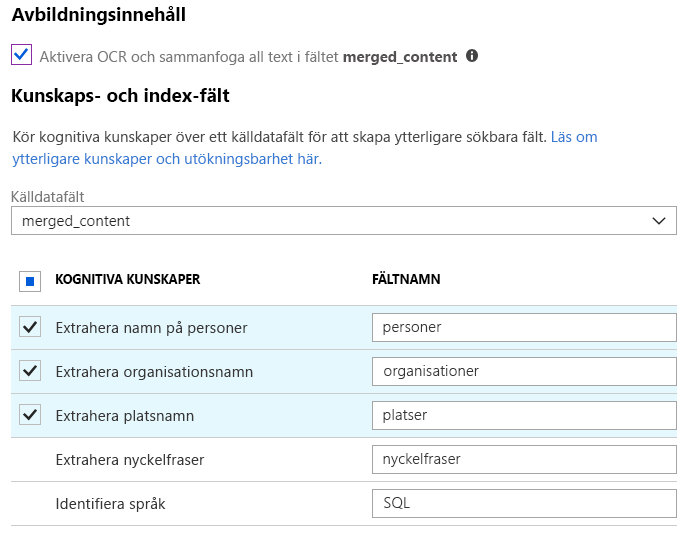 Avbildningsinnehåll
Aktivera OCR och sammanfoga all text i fältet merged_content
Kunskaps- och index-fält
Kör kognitiva kunskaper över ett källdatafält för att skapa ytterligare sökbara fält. Läs om
ytterligare kunskaper och utökningsbarhet här.
Källdatafält
merged_content
KOGNITIVA KUNSKAPER FÄLTNAMN
Extrahera namn på personer personer
Extrahera organisationsnamn organisationer
Extrahera platsnamn platser
Extrahera nyckelfraser nyckelfraser
Identifiera språk SQL